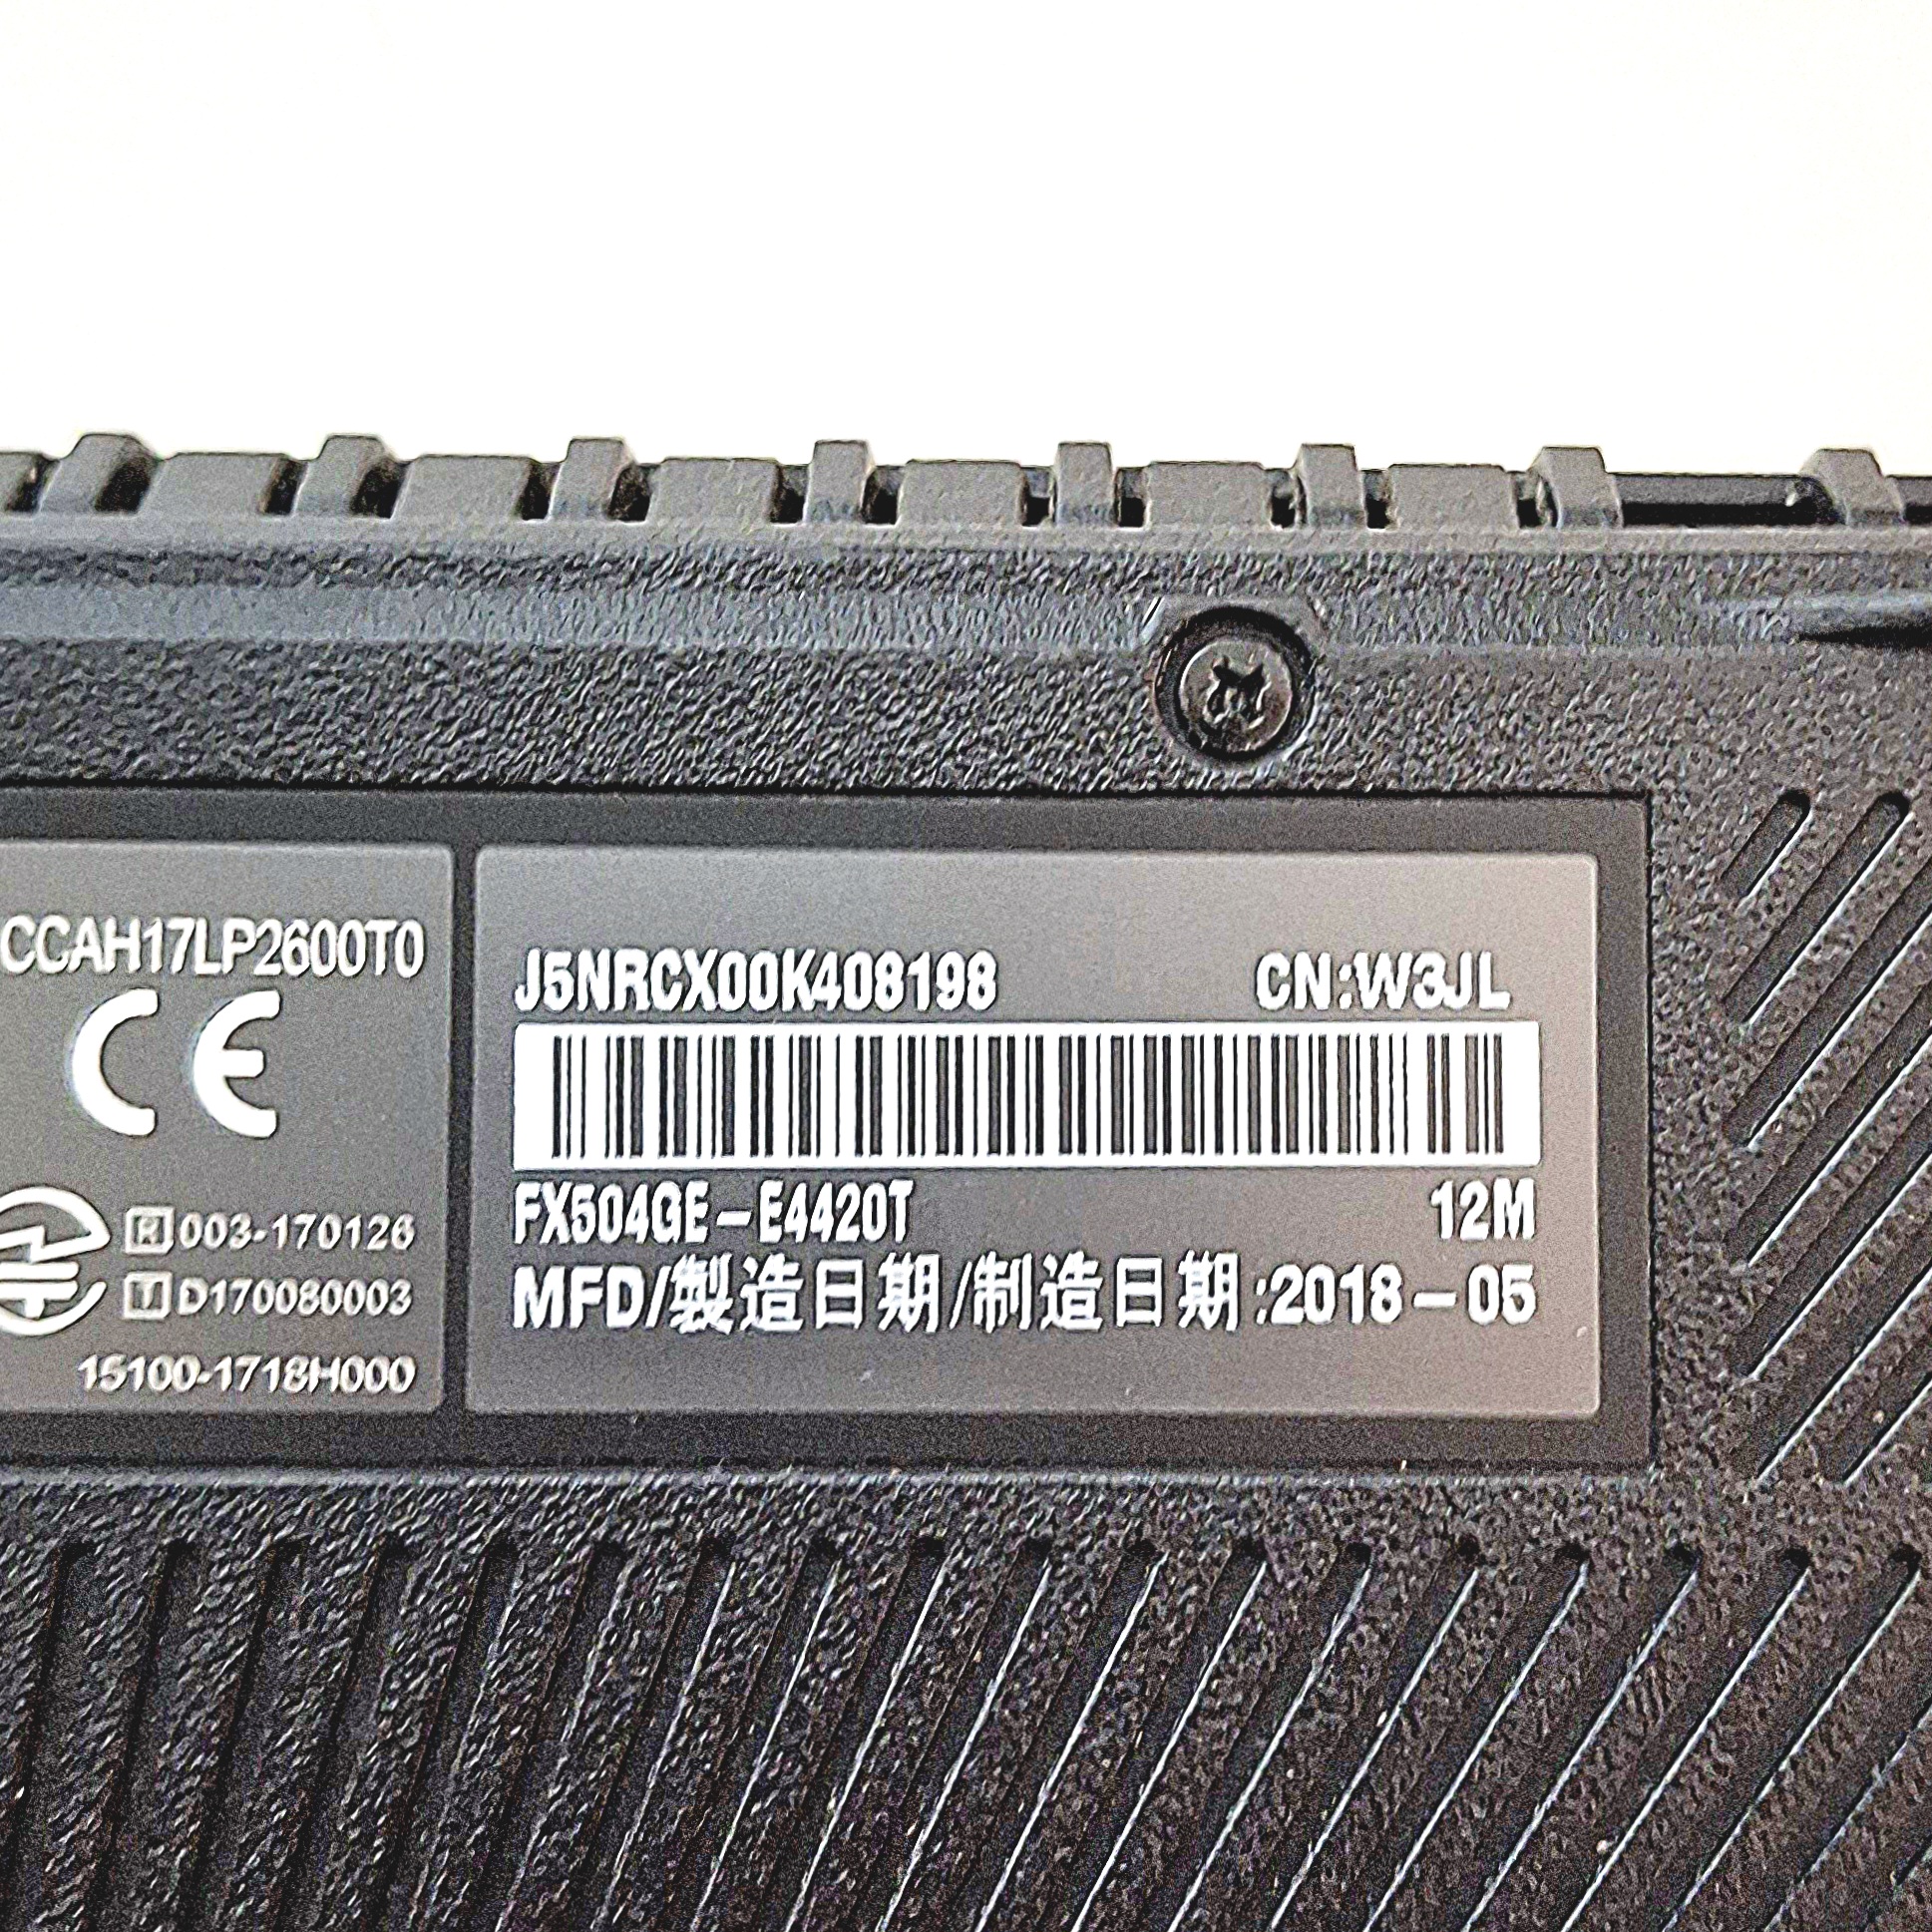 CCAH17LP2600T0
CE
R 003-170126
T D170080003
15100-1718H000
J5NRCX00K408198 CN:W3JL
FX504GE-E4420T 12M
MFD/製造日期/制造日期:2018-05